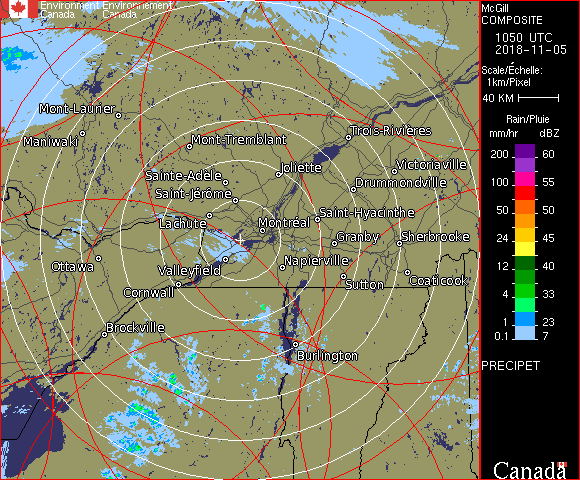 Environment Environnement
Canada Canada
McGill
COMPOSITE
1050 UTC
2018-11-05
Scale/Échelle:
1km/Pixel
40 KM
Rain/Pluie
mm/hr dBZ
200 60
100 55
50 50
24 45
12 40
4 33
1 23
0.1 7
PRECIPET
Canada
Mont-Laurier
Maniwaki
Mont-Tremblant
Trois-Rivières
Joliette
Victoriaville
Sainte-Adèle
Drummondville
Saint-Jérôme
Lachute
Saint-Hyacinthe
Montréal
Granby
Sherbrooke
Ottawa
Valleyfield
Napierville
Sutton
Coaticook
Cornwall
Brockville
Burlington